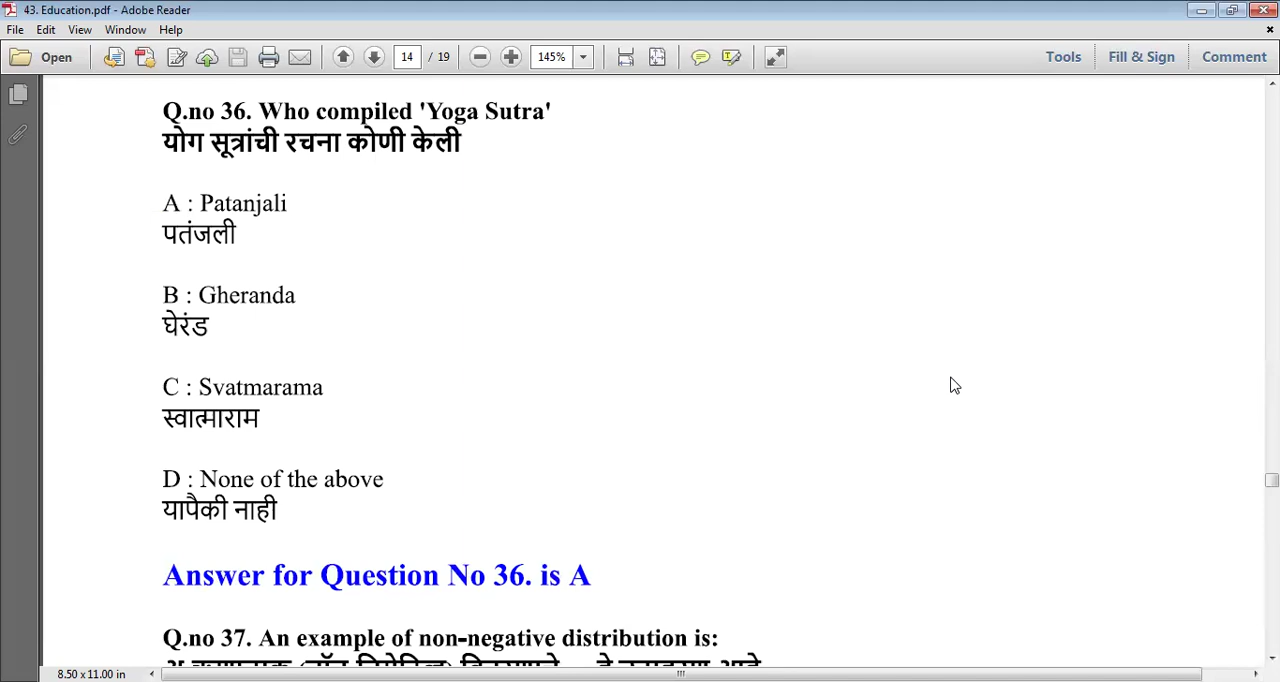 43. Education.pdf - Adobe Reader
File Edit View Window Help
Open 14 / 19 145% Tools Fill & Sign Comment
Q.no 36. Who compiled 'Yoga Sutra'
योग सूत्रांची रचना कोणी केली
A : Patanjali
पतंजली
B : Gheranda
घेरंड
C : Svatmarama
स्वात्माराम
D : None of the above
यापैकी नाही
Answer for Question No 36. is A
Q.no 37. An example of non-negative distribution is:
8.50 x 11.00 in